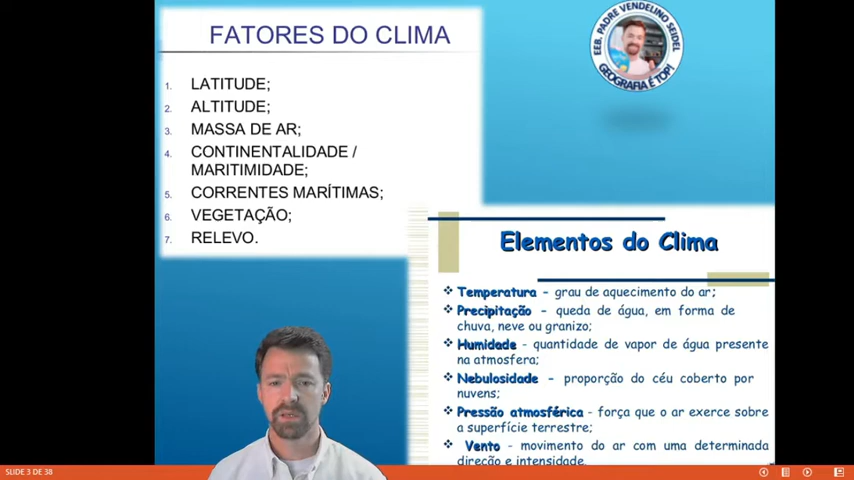 FATORES DO CLIMA
1. LATITUDE;
2. ALTITUDE;
3. MASSA DE AR;
4. CONTINENTALIDADE /
MARITIMIDADE;
5. CORRENTES MARÍTIMAS;
6. VEGETAÇÃO;
7. RELEVO.
EEB. PADRE VENDELINO SEIDEL
GEOGRAFIA É TOP!
Elementos do Clima
Temperatura - grau de aquecimento do ar;
Precipitação - queda de água, em forma de
chuva, neve ou granizo;
Humidade - quantidade de vapor de água presente
na atmosfera;
Nebulosidade - proporção do céu coberto por
nuvens;
Pressão atmosférica - força que o ar exerce sobre
a superfície terrestre;
Vento - movimento do ar com uma determinada
direção e intensidade.
SLIDE 3 DE 38